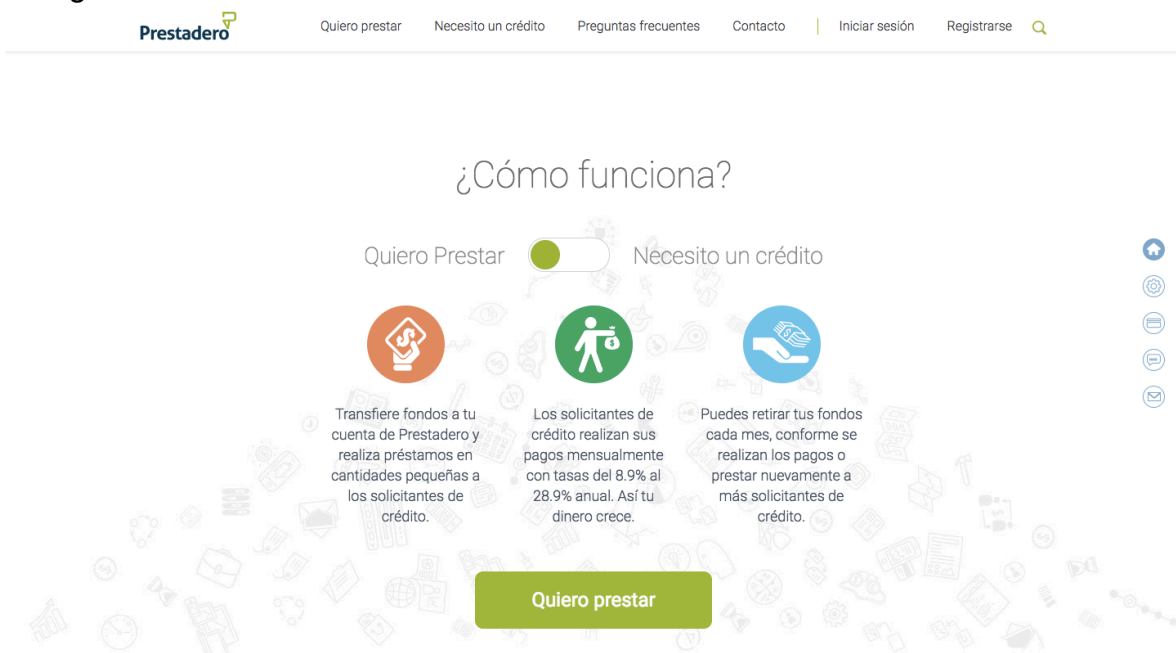 Prestadero
Quiero prestar
Necesito un crédito
Preguntas frecuentes
Contacto
Iniciar sesión
Registrarse
¿Cómo funciona?
Quiero Prestar
Necesito un crédito
Transfiere fondos a tu
cuenta de Prestadero y
realiza préstamos en
cantidades pequeñas a
los solicitantes de
crédito.
Los solicitantes de
crédito realizan sus
pagos mensualmente
con tasas del 8.9% al
28.9% anual. Así tu
dinero crece.
Puedes retirar tus fondos
cada mes, conforme se
realizan los pagos o
prestar nuevamente a
más solicitantes de
crédito.
Quiero prestar